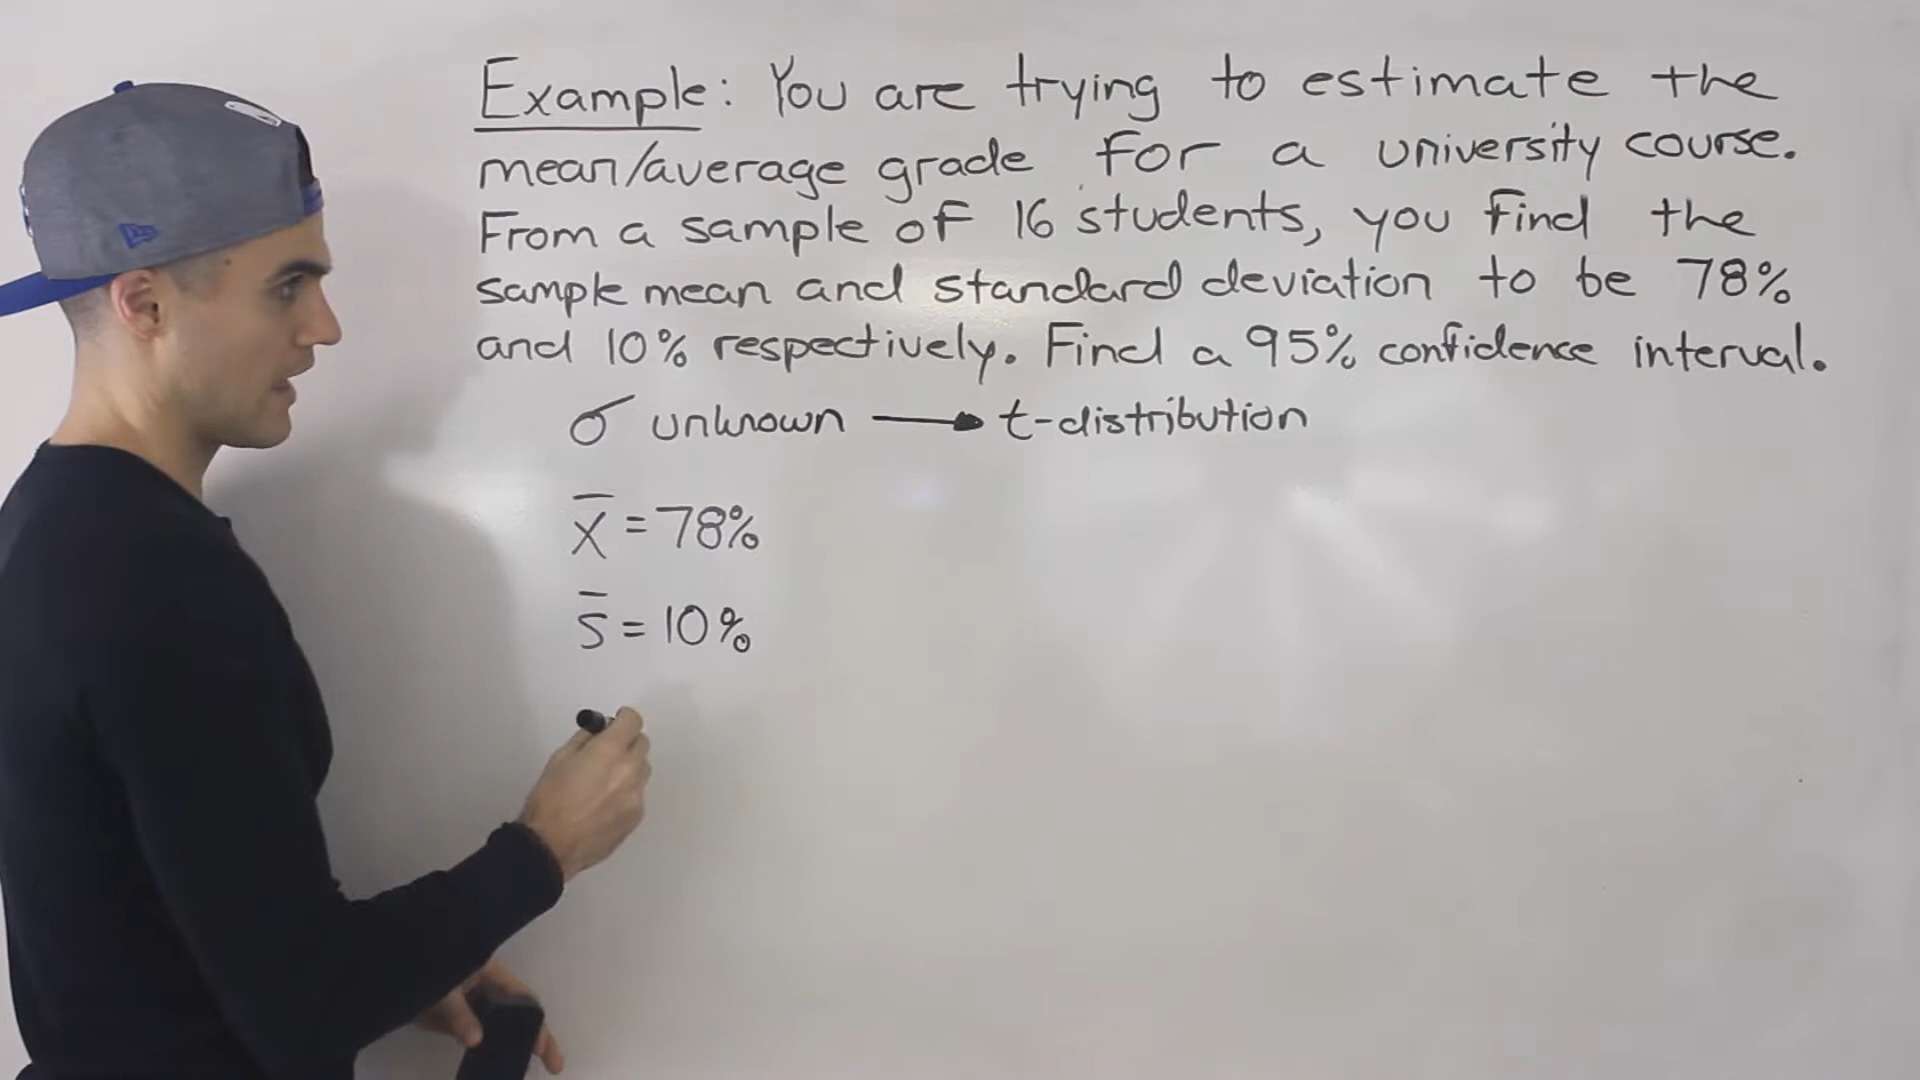 Example: You are trying to estimate the
mean/average grade for a university course.
From a sample of 16 students, you find the
sample mean and standard deviation to be 78%
and 10% respectively. Find a 95% confidence interval.
σ unknown → t-distribution
x̄ = 78%
s̄ = 10%